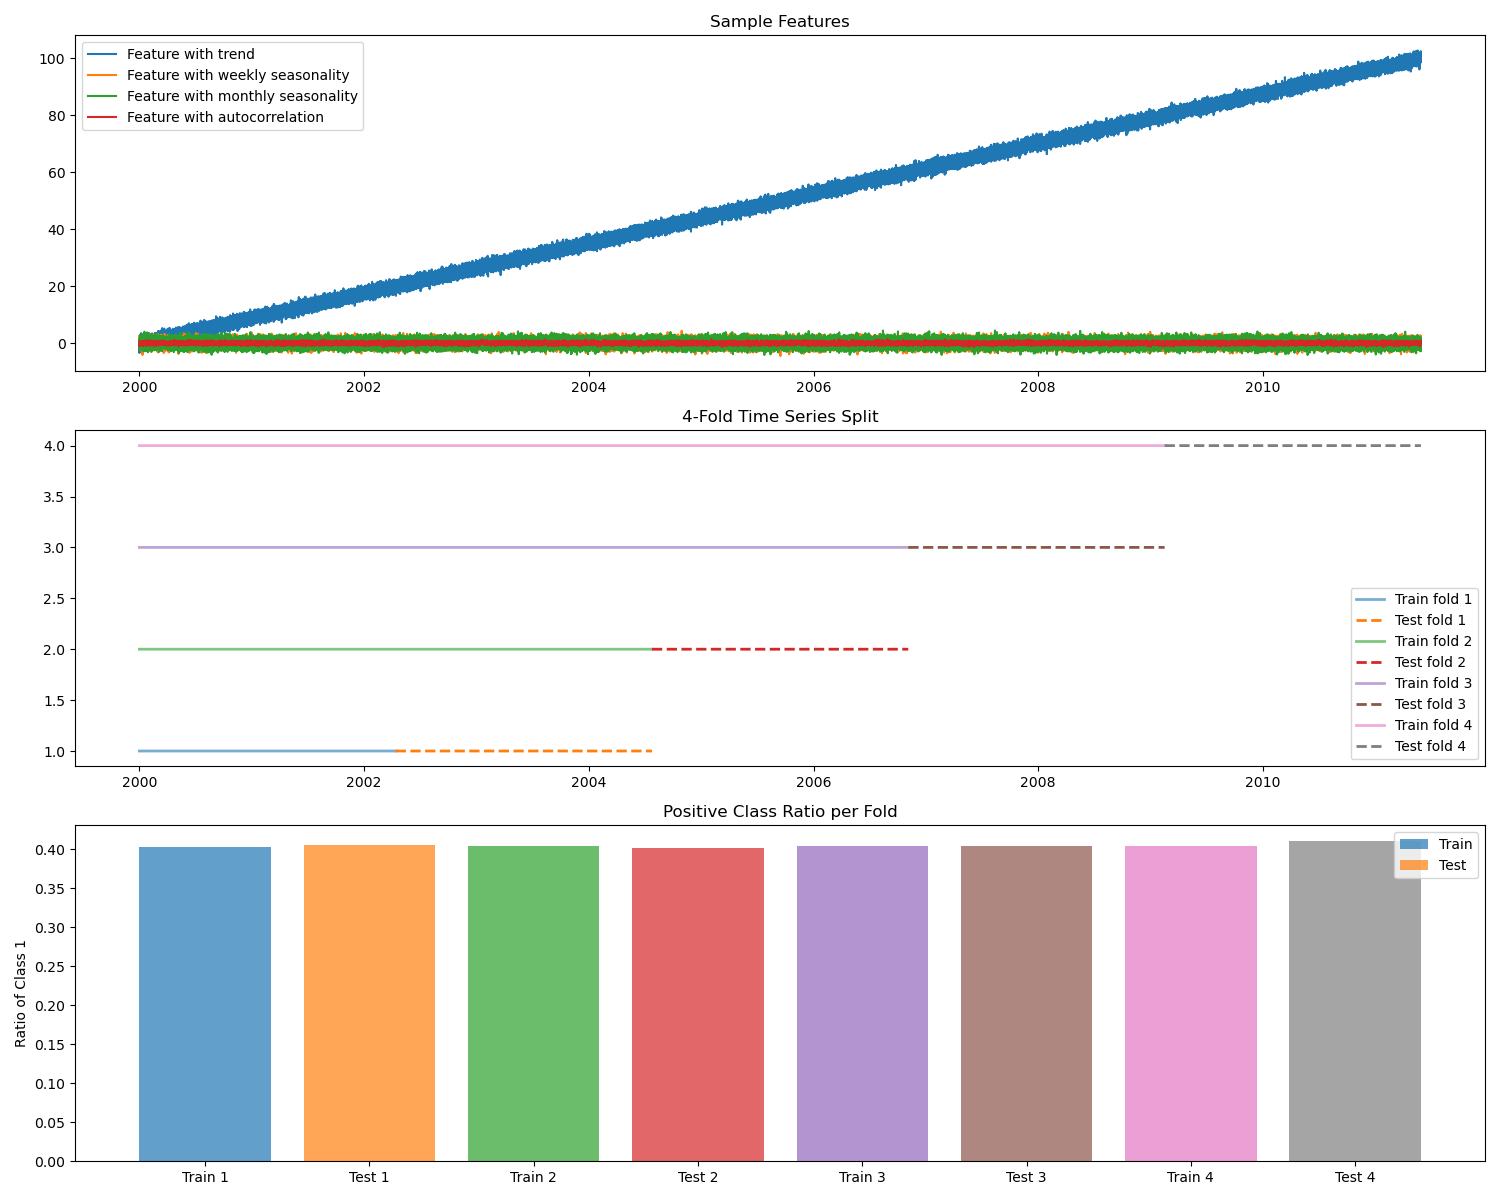 Sample Features
Feature with trend
Feature with weekly seasonality
Feature with monthly seasonality
Feature with autocorrelation
100
80
60
40
20
0
2000 2002 2004 2006 2008 2010
4-Fold Time Series Split
4.0
3.5
3.0
2.5
2.0
1.5
1.0
Train fold 1
Test fold 1
Train fold 2
Test fold 2
Train fold 3
Test fold 3
Train fold 4
Test fold 4
2000 2002 2004 2006 2008 2010
Positive Class Ratio per Fold
Ratio of Class 1
0.40
0.35
0.30
0.25
0.20
0.15
0.10
0.05
0.00
Train
Test
Train 1 Test 1 Train 2 Test 2 Train 3 Test 3 Train 4 Test 4